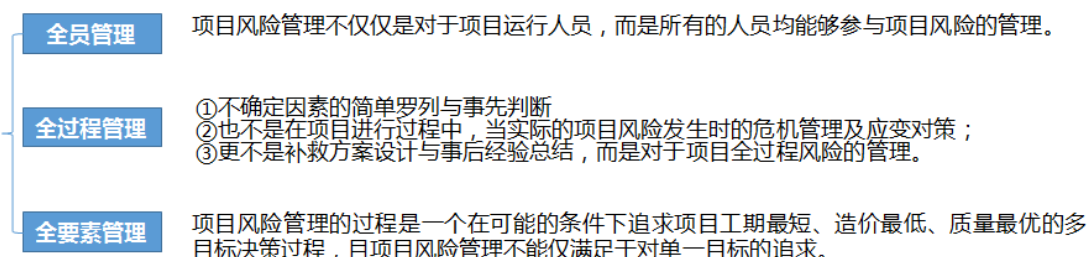 全员管理
项目风险管理不仅仅是对于项目运行人员，而是所有的人员均能够参与项目风险的管理。
全过程管理
①不确定因素的简单罗列与事先判断
②也不是在项目进行过程中，当实际的项目风险发生时的危机管理及应变对策；
③更不是补救方案设计与事后经验总结，而是对于项目全过程风险的管理。
全要素管理
项目风险管理的过程是一个在可能的条件下追求项目工期最短、造价最低、质量最优的多
目标决策过程，且项目风险管理不能仅满足于对单一目标的追求。